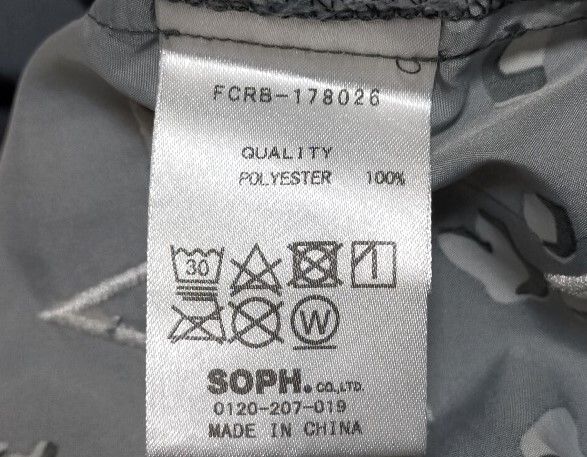 FCRB-178026
QUALITY
POLYESTER 100%
30
W
SOPH. CO.,LTD.
0120-207-019
MADE IN CHINA